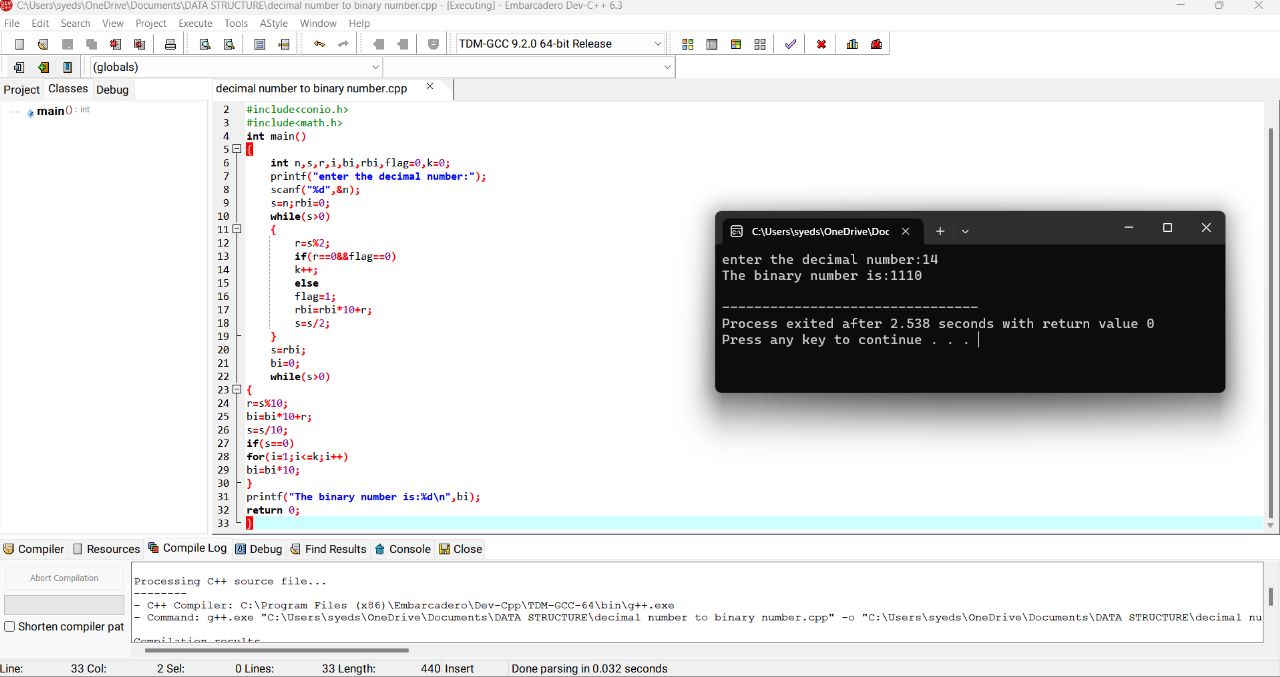 C:\Users\syeds\OneDrive\Documents\DATA STRUCTURE\decimal number to binary number.cpp - [Executing] - Embarcadero Dev-C++ 6.3
File Edit Search View Project Execute Tools AStyle Window Help
TDM-GCC 9.2.0 64-bit Release
(globals)
Project Classes Debug
decimal number to binary number.cpp
main() : int
2 #include<conio.h>
3 #include<math.h>
4 int main()
5 {
6 int n,s,r,i,bi,rbi,flag=0,k=0;
7 printf("enter the decimal number:");
8 scanf("%d",&n);
9 s=n;rbi=0;
10 while(s>0)
11 {
12 r=s%2;
13 if(r==0&&flag==0)
14 k++;
15 else
16 flag=1;
17 rbi=rbi*10+r;
18 s=s/2;
19 }
20 s=rbi;
21 bi=0;
22 while(s>0)
23 {
24 r=s%10;
25 bi=bi*10+r;
26 s=s/10;
27 if(s==0)
28 for(i=1;i<=k;i++)
29 bi=bi*10;
30 }
31 printf("The binary number is:%d\n",bi);
32 return 0;
33 }
C:\Users\syeds\OneDrive\Doc
enter the decimal number:14
The binary number is:1110
--------------------------------
Process exited after 2.538 seconds with return value 0
Press any key to continue . . .
Compiler Resources Compile Log Debug Find Results Console Close
Abort Compilation
Shorten compiler pat
Processing C++ source file...
--------
- C++ Compiler: C:\Program Files (x86)\Embarcadero\Dev-Cpp\TDM-GCC-64\bin\g++.exe
- Command: g++.exe "C:\Users\syeds\OneDrive\Documents\DATA STRUCTURE\decimal number to binary number.cpp" -o "C:\Users\syeds\OneDrive\Documents\DATA STRUCTURE\decimal nu
Compilation results
Line: 33 Col: 2 Sel: 0 Lines: 33 Length: 440 Insert Done parsing in 0.032 seconds